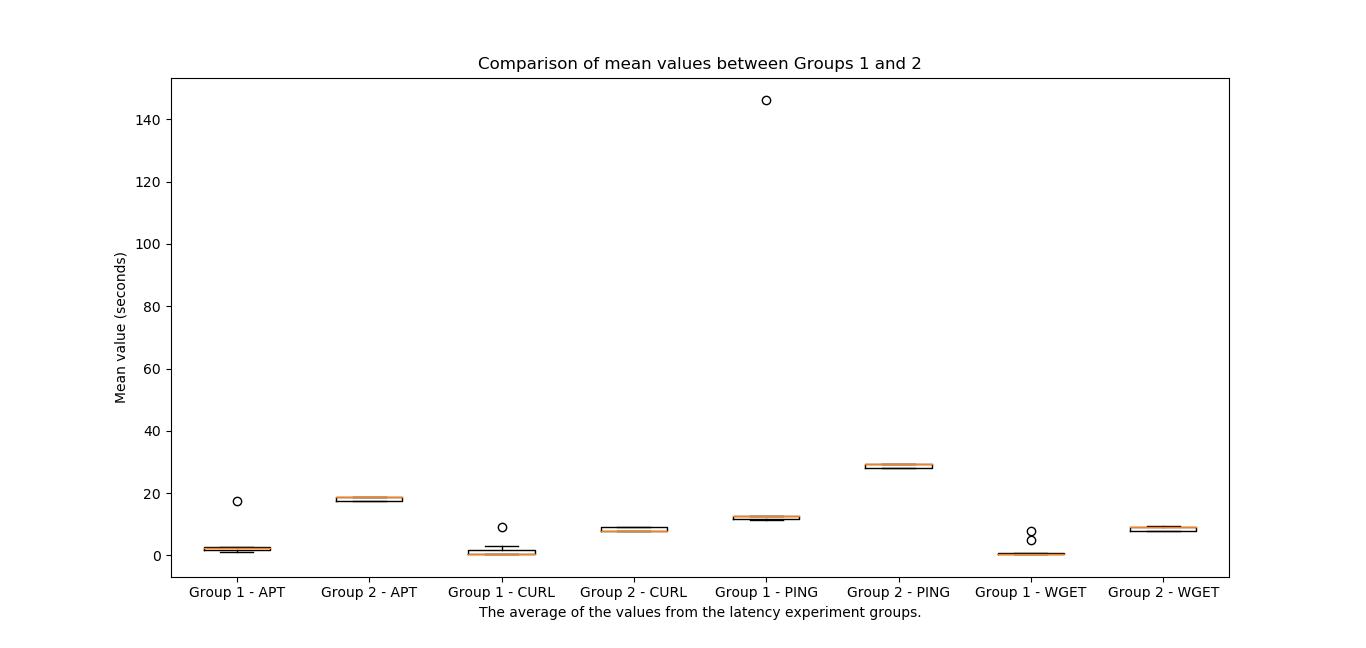 Comparison of mean values between Groups 1 and 2
Mean value (seconds)
140
120
100
80
60
40
20
0
Group 1 - APT Group 2 - APT Group 1 - CURL Group 2 - CURL Group 1 - PING Group 2 - PING Group 1 - WGET Group 2 - WGET
The average of the values from the latency experiment groups.